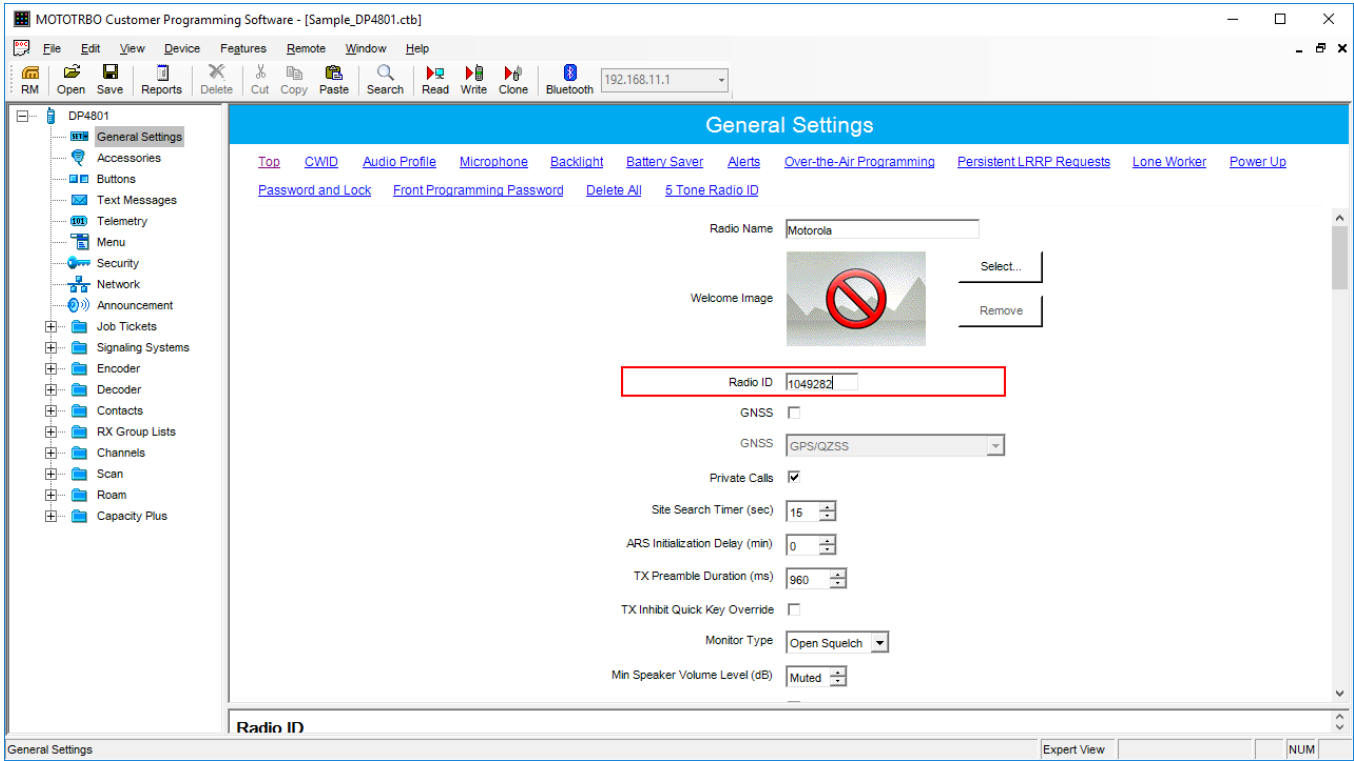 MOTOTRBO Customer Programming Software - [Sample_DP4801.ctb]
DOC File Edit View Device Features Remote Window Help
RM Open Save Reports Delete Cut Copy Paste Search Read Write Clone Bluetooth 192.168.11.1
DP4801
General Settings
Accessories
Buttons
Text Messages
Telemetry
Menu
Security
Network
Announcement
Job Tickets
Signaling Systems
Encoder
Decoder
Contacts
RX Group Lists
Channels
Scan
Roam
Capacity Plus
General Settings
Top CWID Audio Profile Microphone Backlight Battery Saver Alerts Over-the-Air Programming Persistent LRRP Requests Lone Worker Power Up
Password and Lock Front Programming Password Delete All 5 Tone Radio ID
Radio Name Motorola
Welcome Image
Select...
Remove
Radio ID 1049282
GNSS
GNSS GPS/QZSS
Private Calls
Site Search Timer (sec) 15
ARS Initialization Delay (min) 0
TX Preamble Duration (ms) 960
TX Inhibit Quick Key Override
Monitor Type Open Squelch
Min Speaker Volume Level (dB) Muted
Radio ID
General Settings Expert View NUM